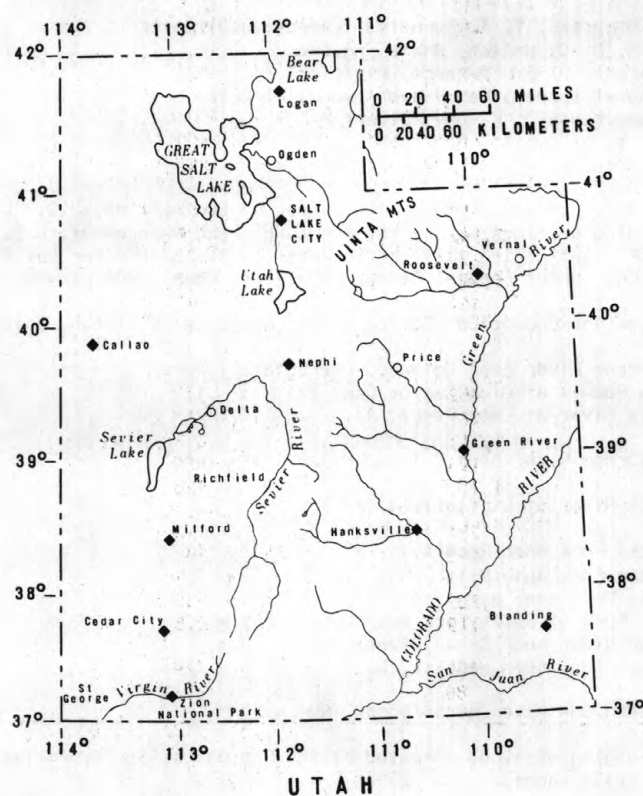 114° 113° 112° 111°
42° 42°
Bear Lake
Logan
0 20 40 60 MILES
0 20 40 60 KILOMETERS
110°
GREAT SALT LAKE
Ogden
41° 41°
SALT LAKE CITY
UINTA MTS
Vernal
Roosevelt
Green River
Utah Lake
40° 40°
Callao
Nephi
Price
Delta
Sevier Lake
Sevier River
Green River
39° 39°
Richfield
COLORADO RIVER
Milford
Hanksville
38° 38°
Cedar City
Blanding
St George
Virgin River
Zion National Park
San Juan River
37° 37°
114° 113° 112° 111° 110°
UTAH